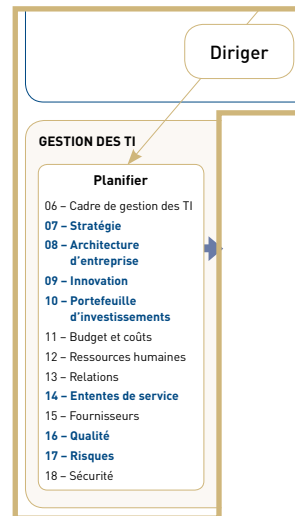 Diriger
GESTION DES TI
Planifier
06 – Cadre de gestion des TI
07 – Stratégie
08 – Architecture
d'entreprise
09 – Innovation
10 – Portefeuille
d'investissements
11 – Budget et coûts
12 – Ressources humaines
13 – Relations
14 – Ententes de service
15 – Fournisseurs
16 – Qualité
17 – Risques
18 – Sécurité